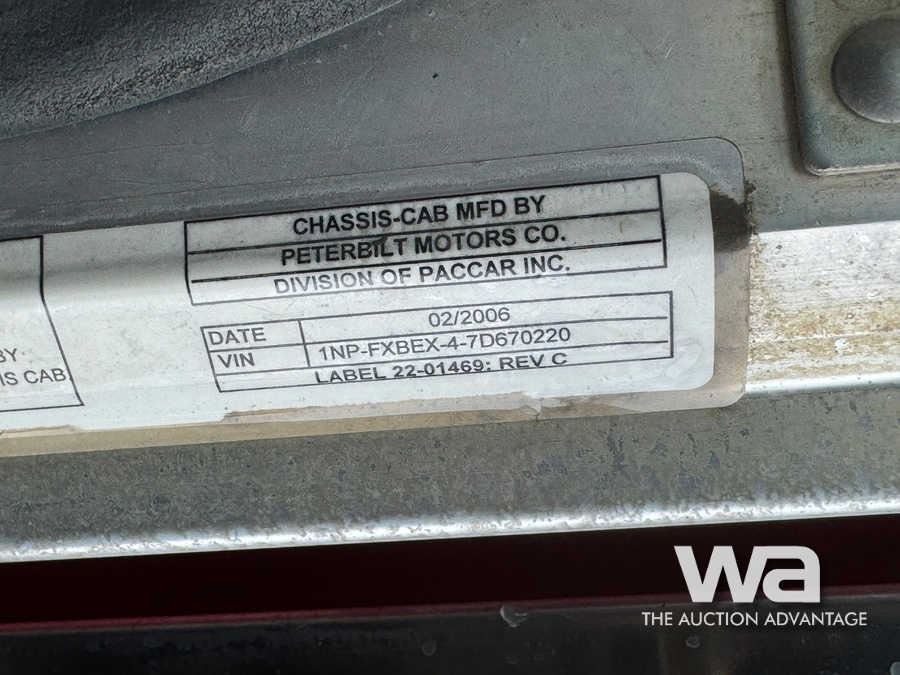 CHASSIS-CAB MFD BY
PETERBILT MOTORS CO.
DIVISION OF PACCAR INC.
DATE 02/2006
VIN 1NP-FXBEX-4-7D670220
LABEL 22-01469: REV C
BY
IS CAB
wa
THE AUCTION ADVANTAGE